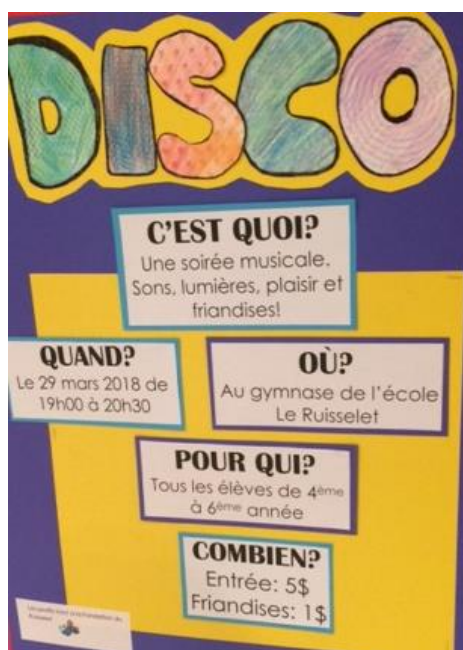 DISCO
C'EST QUOI?
Une soirée musicale.
Sons, lumières, plaisir et
friandises!
QUAND?
Le 29 mars 2018 de
19h00 à 20h30
OÙ?
Au gymnase de l'école
Le Ruisselet
POUR QUI?
Tous les élèves de 4ème
à 6ème année
COMBIEN?
Entrée: 5$
Friandises: 1$